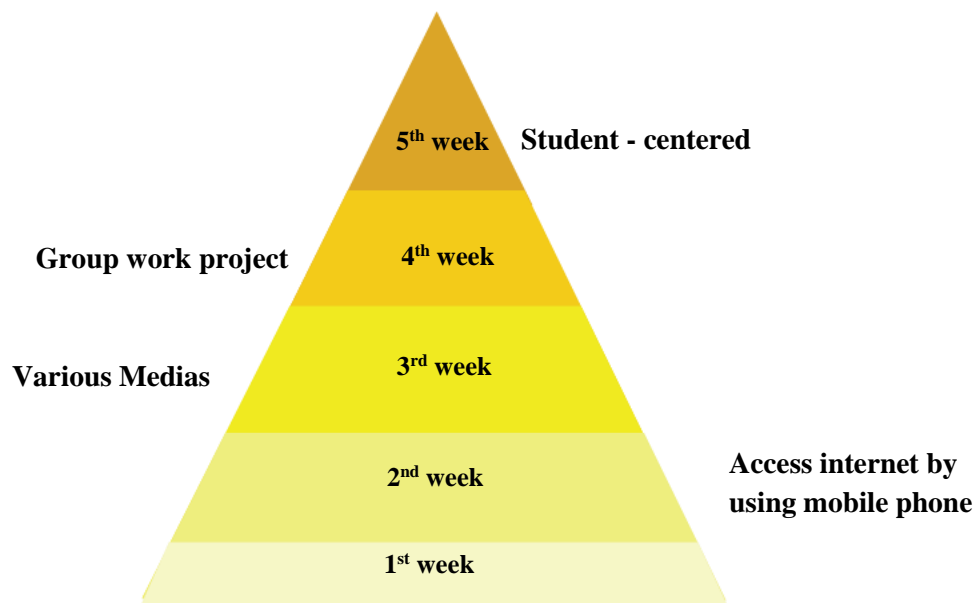 5th week
Student - centered
Group work project
4th week
3rd week
Various Medias
2nd week
Access internet by
using mobile phone
1st week